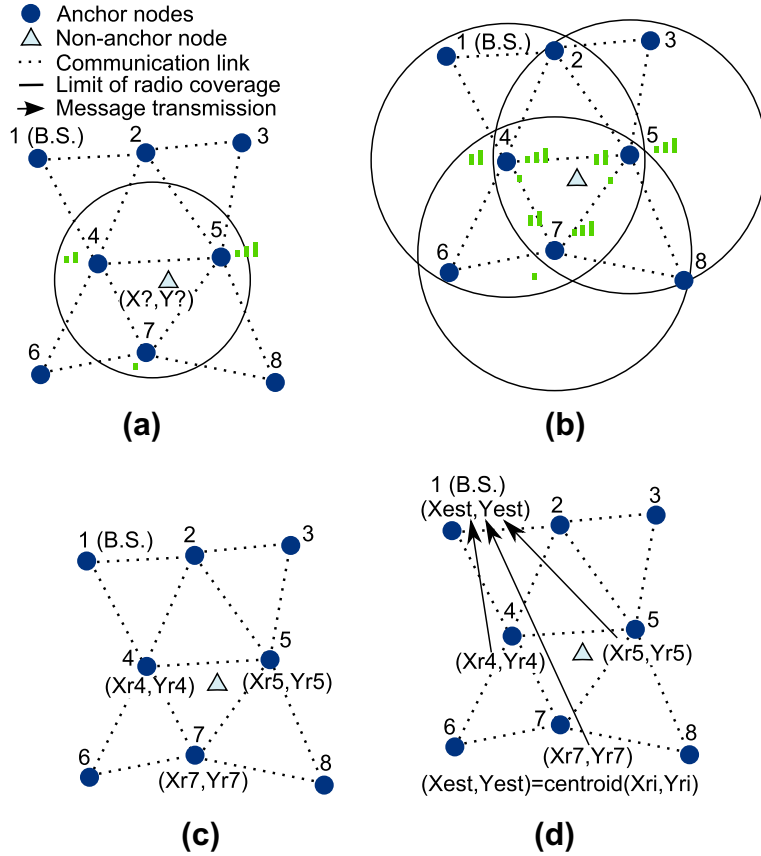 Anchor nodes
Non-anchor node
Communication link
Limit of radio coverage
Message transmission
1 (B.S.)
2
3
4
5
(X?,Y?)
7
6
8
(a)
1 (B.S.)
2
3
4
5
7
6
8
(b)
1 (B.S.)
2
3
4
5
(Xr4,Yr4)
(Xr5,Yr5)
7
6
(Xr7,Yr7)
8
(c)
1 (B.S.)
(Xest,Yest)
2
3
4
5
(Xr4,Yr4)
(Xr5,Yr5)
6
7
8
(Xr7,Yr7)
(Xest,Yest)=centroid(Xri,Yri)
(d)